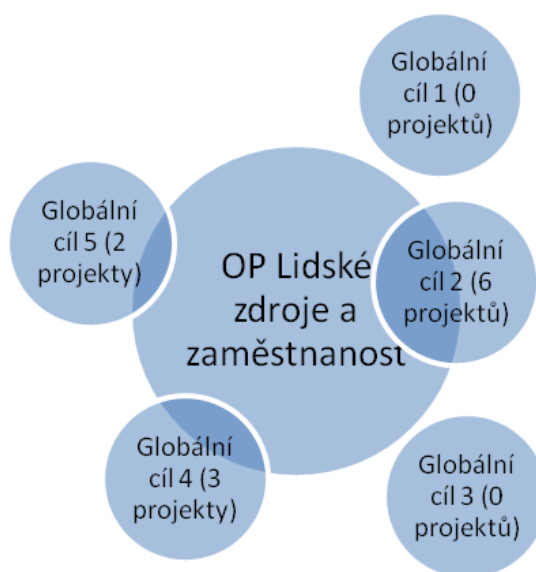 Globální
cíl 1 (0
projektů)
Globální
cíl 5 (2
projekty)
OP Lidské
zdroje a
zaměstnanost
Globální
cíl 2 (6
projektů)
Globální
cíl 4 (3
projekty)
Globální
cíl 3 (0
projektů)